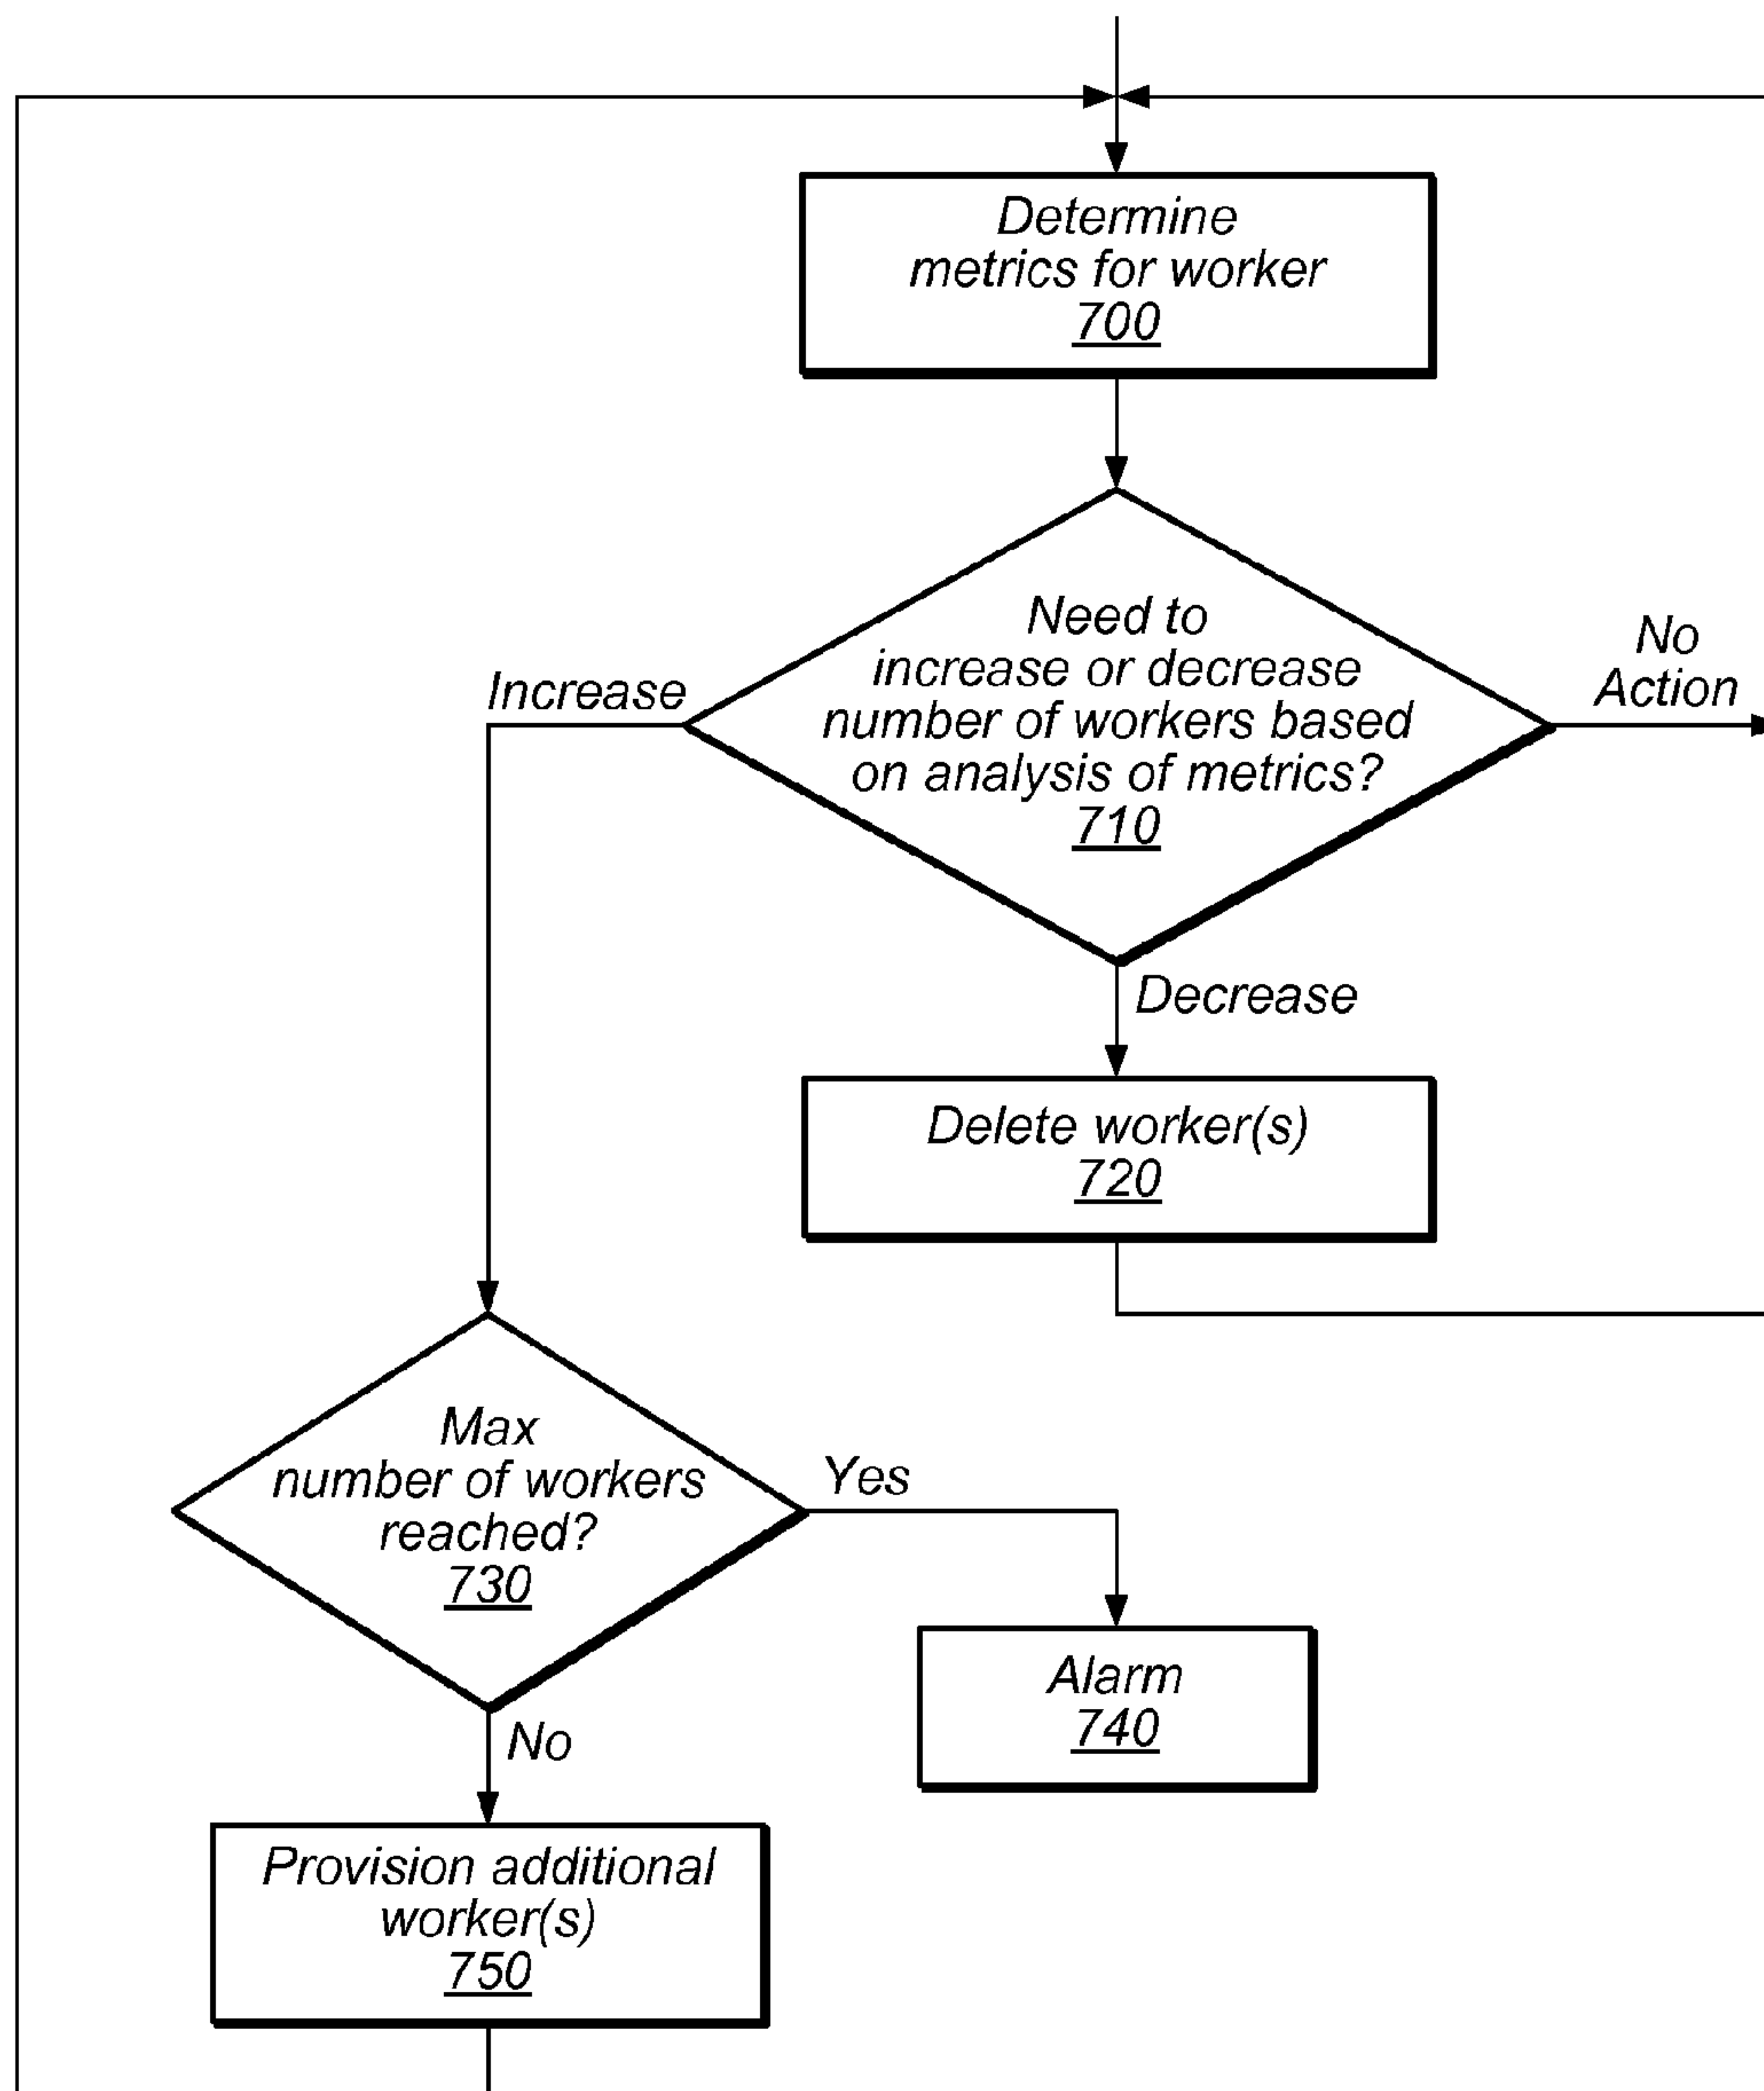 Determine
metrics for worker
700
Need to
increase or decrease
number of workers based
on analysis of metrics?
710
Increase
No
Action
Decrease
Delete worker(s)
720
Max
number of workers
reached?
730
Yes
Alarm
740
No
Provision additional
worker(s)
750